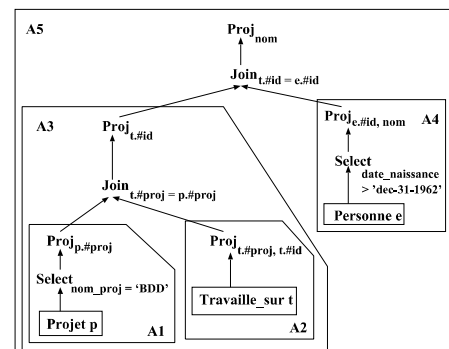 A5
Proj nom
Join t.#id = e.#id
A3
Proj t.#id
Proj e.#id, nom
A4
Select date_naissance > 'dec-31-1962'
Join t.#proj = p.#proj
Personne e
Proj p.#proj
Proj t.#proj, t.#id
Select nom_proj = ‘BDD’
Travaille_sur t
Projet p
A1
A2